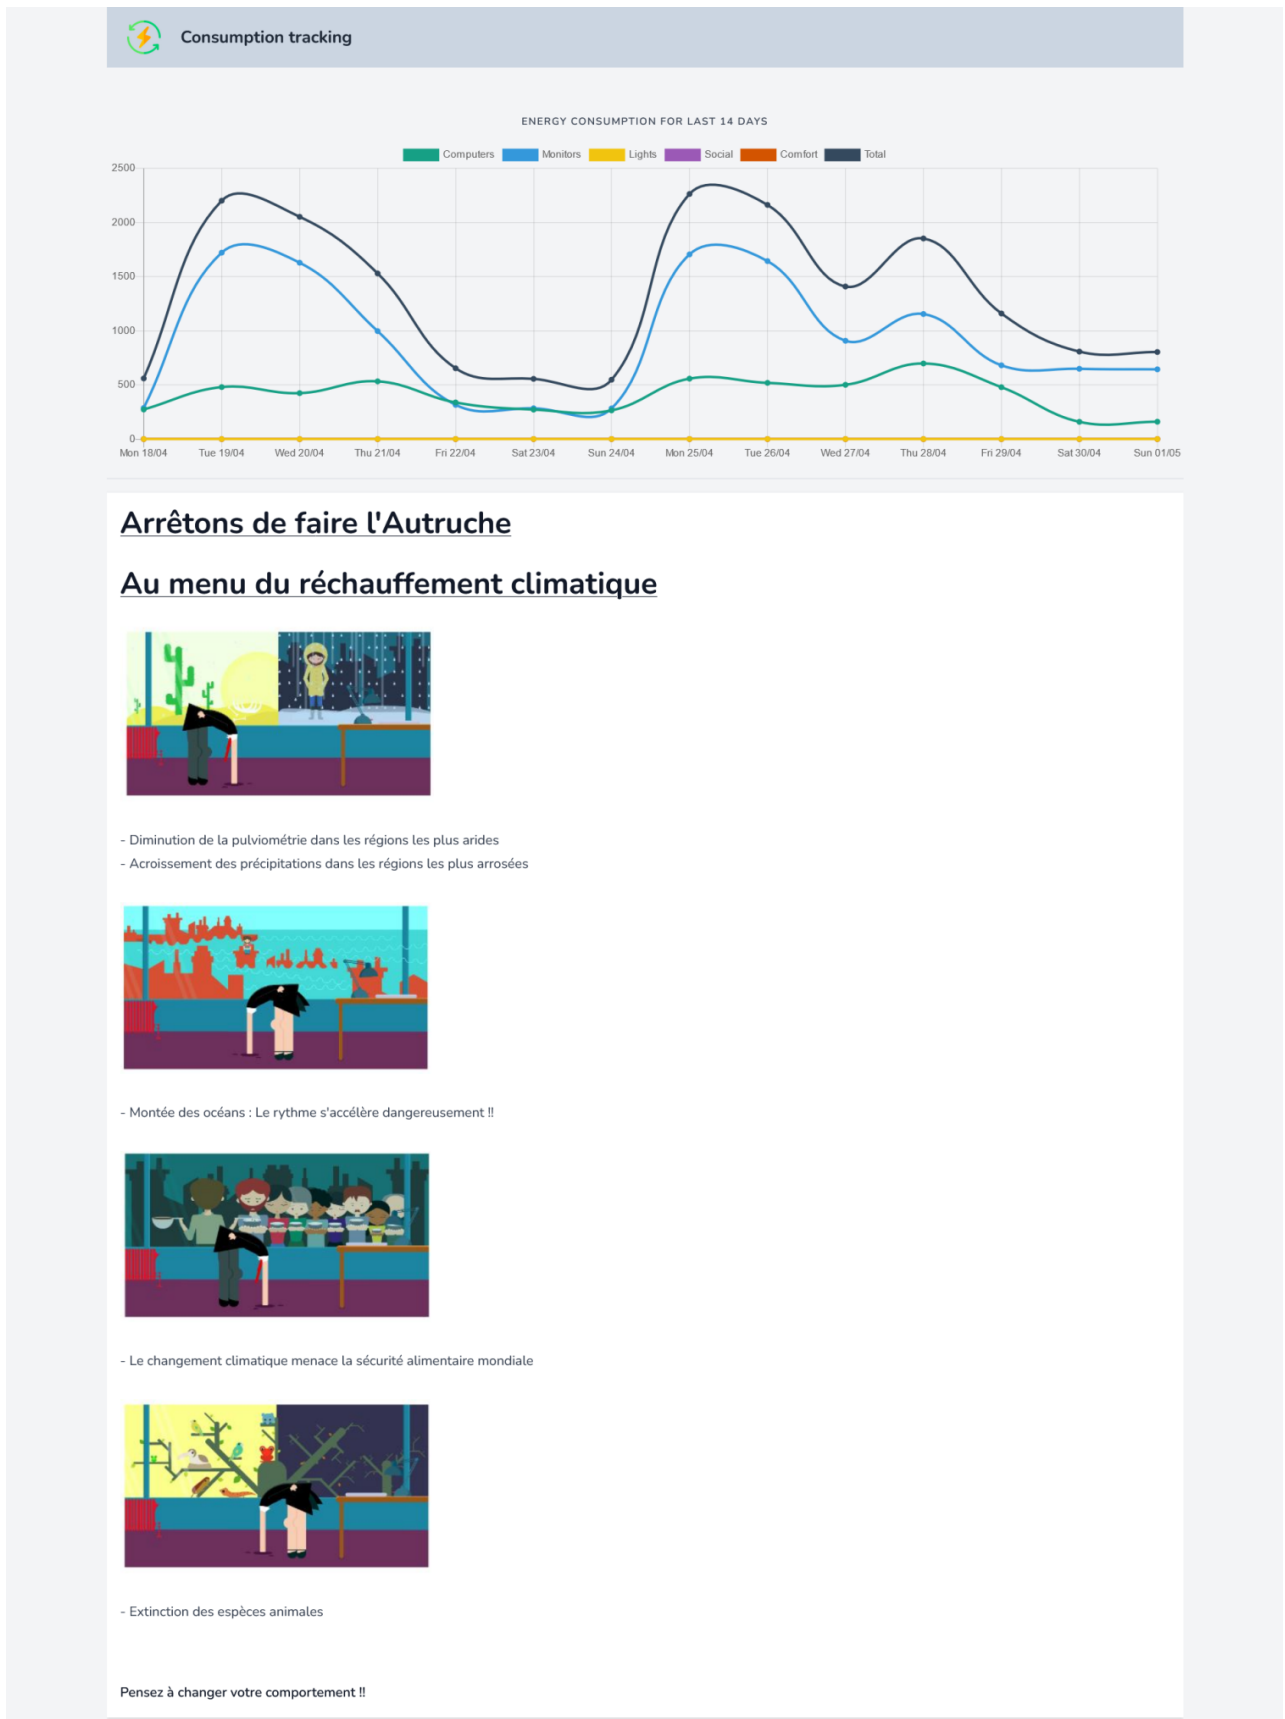 Consumption tracking
ENERGY CONSUMPTION FOR LAST 14 DAYS
Computers Monitors Lights Social Comfort Total
2500
2000
1500
1000
500
0
Mon 18/04 Tue 19/04 Wed 20/04 Thu 21/04 Fri 22/04 Sat 23/04 Sun 24/04 Mon 25/04 Tue 26/04 Wed 27/04 Thu 28/04 Fri 29/04 Sat 30/04 Sun 01/05
Arrêtons de faire l'Autruche
Au menu du réchauffement climatique
- Diminution de la pulviométrie dans les régions les plus arides
- Acroissement des précipitations dans les régions les plus arrosées
- Montée des océans : Le rythme s'accélère dangereusement !!
- Le changement climatique menace la sécurité alimentaire mondiale
- Extinction des espèces animales
Pensez à changer votre comportement !!